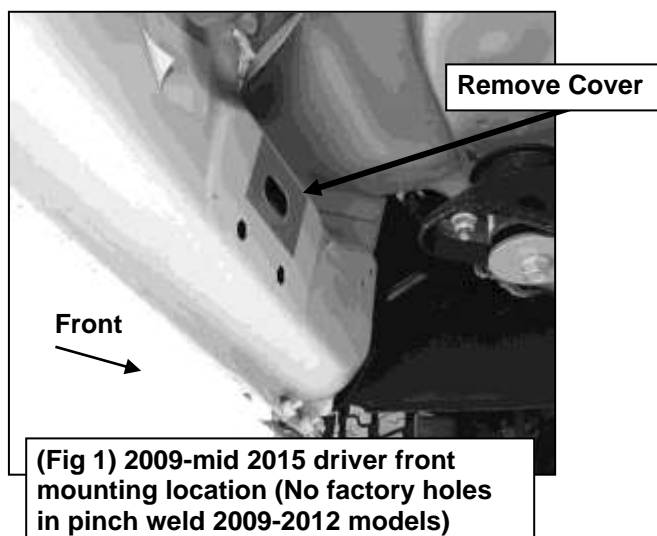 Remove Cover
Front
(Fig 1) 2009-mid 2015 driver front
mounting location (No factory holes
in pinch weld 2009-2012 models)